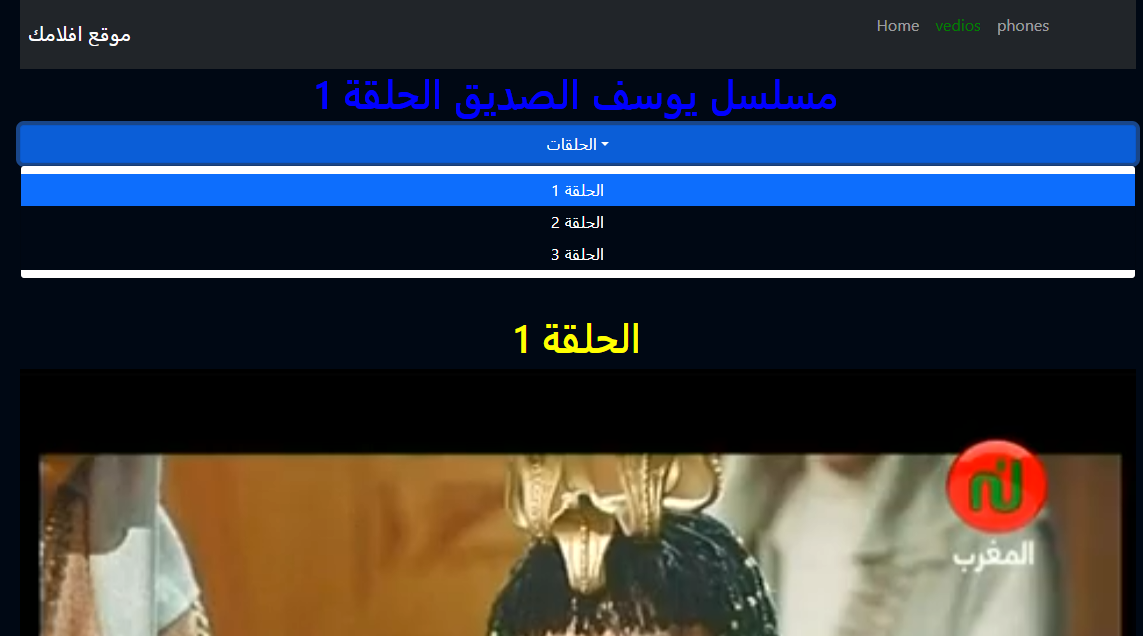 موقع افلامك
Home vedios phones
مسلسل يوسف الصديق الحلقة 1
الحلقات
الحلقة 1
الحلقة 2
الحلقة 3
الحلقة 1
المغرب